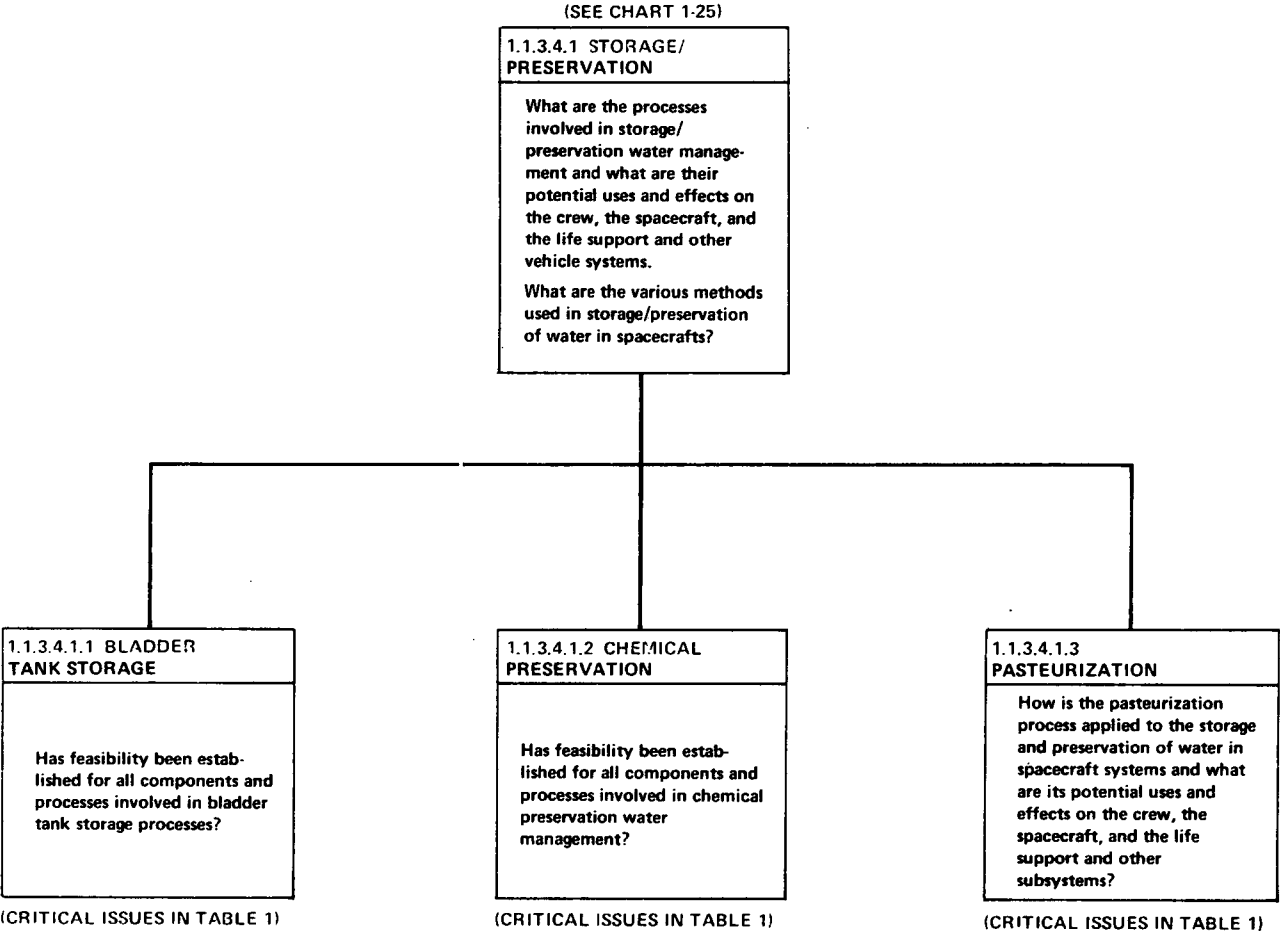 (SEE CHART 1-25)
1.1.3.4.1 STORAGE/
PRESERVATION
What are the processes
involved in storage/
preservation water manage-
ment and what are their
potential uses and effects on
the crew, the spacecraft, and
the life support and other
vehicle systems.
What are the various methods
used in storage/preservation
of water in spacecrafts?
1.1.3.4.1.1 BLADDER
TANK STORAGE
Has feasibility been estab-
lished for all components and
processes involved in bladder
tank storage processes?
(CRITICAL ISSUES IN TABLE 1)
1.1.3.4.1.2 CHEMICAL
PRESERVATION
Has feasibility been estab-
lished for all components and
processes involved in chemical
preservation water
management?
(CRITICAL ISSUES IN TABLE 1)
1.1.3.4.1.3
PASTEURIZATION
How is the pasteurization
process applied to the storage
and preservation of water in
spacecraft systems and what
are its potential uses and
effects on the crew, the
spacecraft, and the life
support and other
subsystems?
(CRITICAL ISSUES IN TABLE 1)